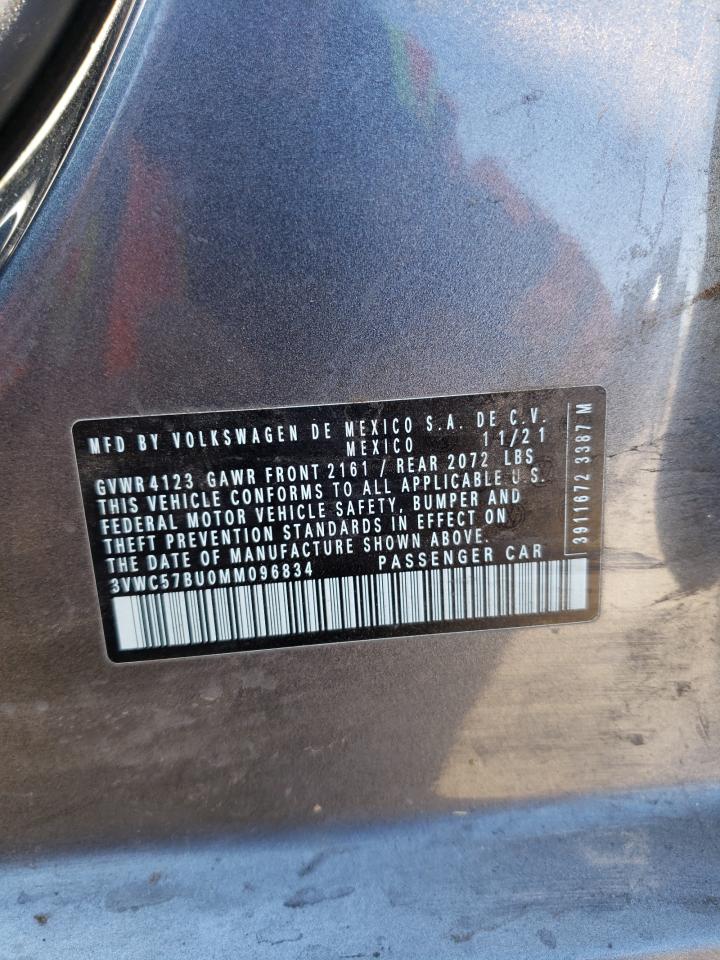 MFD BY VOLKSWAGEN DE MEXICO S.A. DE C.V.
MEXICO 11/21
GVWR 4123 GAWR FRONT 2161 / REAR 2072 LBS
THIS VEHICLE CONFORMS TO ALL APPLICABLE U.S.
FEDERAL MOTOR VEHICLE SAFETY, BUMPER AND
THEFT PREVENTION STANDARDS IN EFFECT ON
THE DATE OF MANUFACTURE SHOWN ABOVE.
3VWC57BU0MM096834 PASSENGER CAR
3911672 3387 M